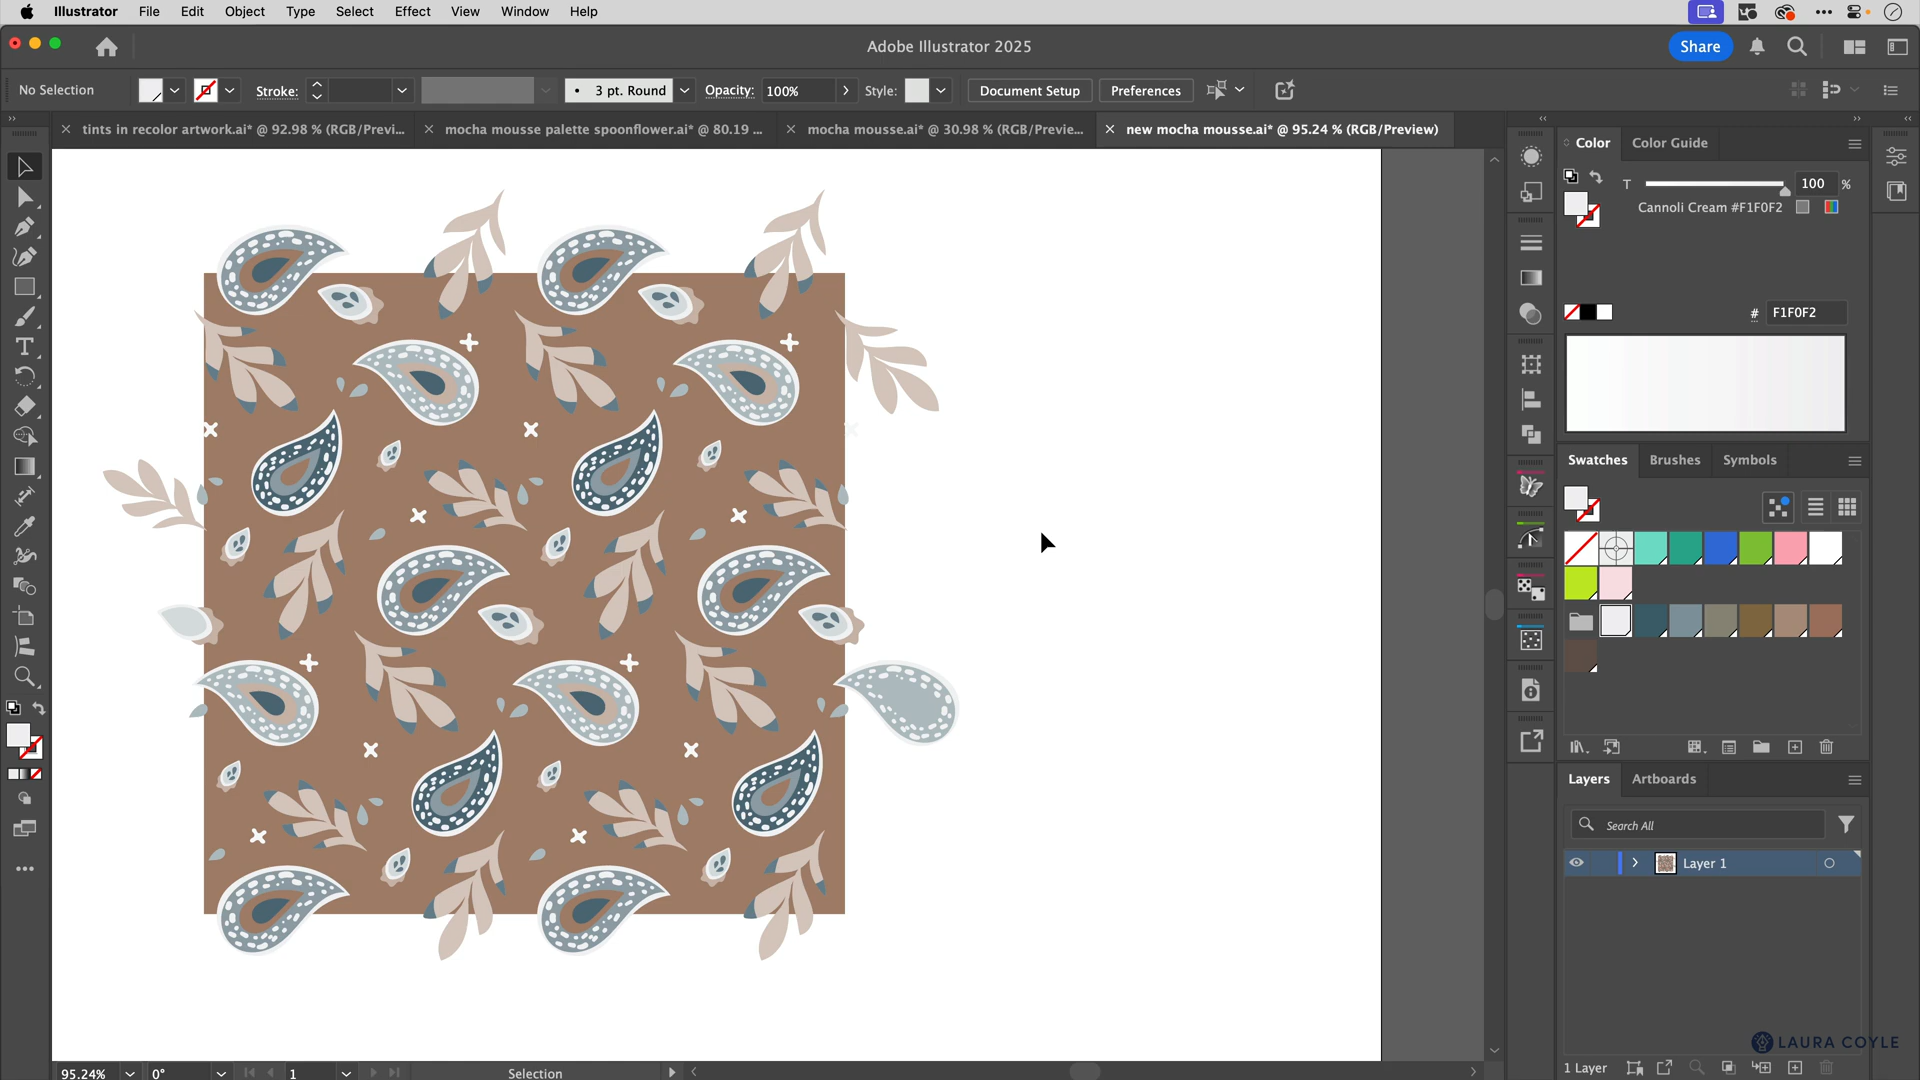 Illustrator File Edit Object Type Select Effect View Window Help
Adobe Illustrator 2025
Share
No Selection
Stroke:
3 pt. Round
Opacity:
100%
Style:
Document Setup
Preferences
tints in recolor artwork.ai* @ 92.98 % (RGB/Previ...
mocha mousse palette spoonflower.ai* @ 80.19 ...
mocha mousse.ai* @ 30.98 % (RGB/Previe...
new mocha mousse.ai* @ 95.24 % (RGB/Preview)
Color
Color Guide
T
100
%
Cannoli Cream #F1F0F2
#
F1F0F2
Swatches
Brushes
Symbols
Layers
Artboards
Search All
Layer 1
LAURA COYLE
1 Layer
95.24%
0°
1
Selection